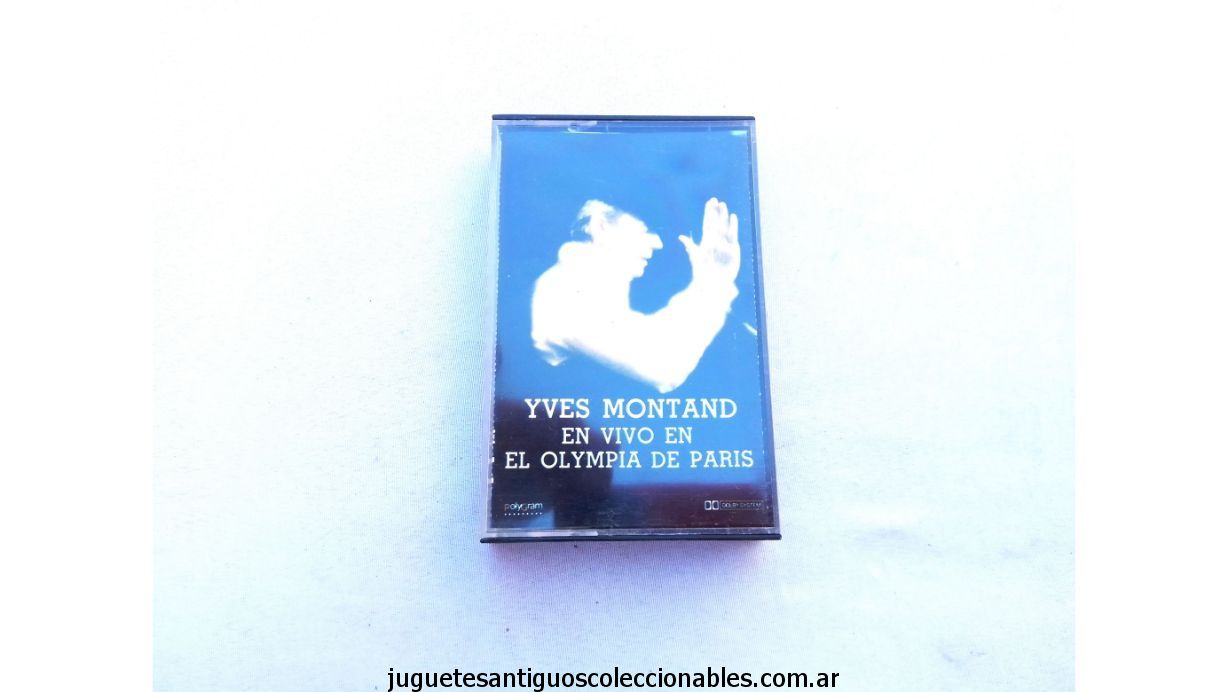 YVES MONTAND
EN VIVO EN
EL OLYMPIA DE PARIS
polygram
DOLBY SYSTEM
juguetesantiguoscoleccionables.com.ar